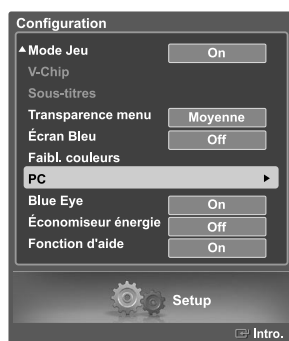 Configuration
▲ Mode Jeu On
V-Chip
Sous-titres
Transparence menu Moyenne
Écran Bleu Off
Faibl. couleurs
PC ►
Blue Eye On
Économiseur énergie Off
Fonction d'aide On
Setup
Intro.